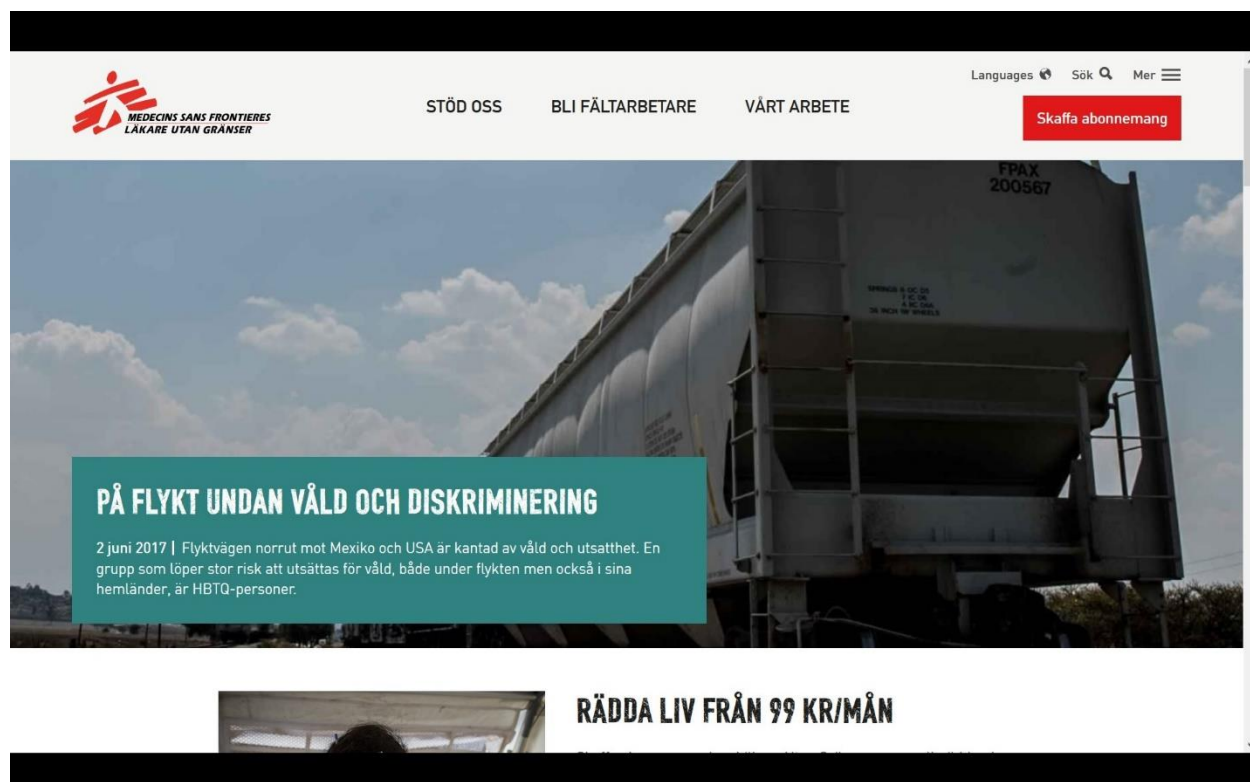 Languages Sök Mer
MEDECINS SANS FRONTIERES
LÄKARE UTAN GRÄNSER
STÖD OSS BLI FÄLTARBETARE VÅRT ARBETE
Skaffa abonnemang
FPAX
200567
PÅ FLYKT UNDAN VÅLD OCH DISKRIMINERING
2 juni 2017 | Flyktvägen norrut mot Mexiko och USA är kantad av våld och utsatthet. En
grupp som löper stor risk att utsättas för våld, både under flykten men också i sina
hemländer, är HBTQ-personer.
RÄDDA LIV FRÅN 99 KR/MÅN